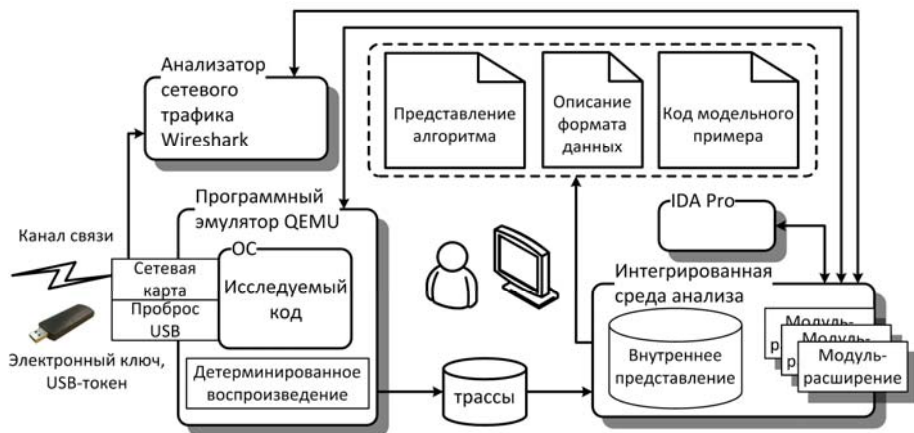 Анализатор
сетевого
трафика
Wireshark
Представление
алгоритма
Описание
формата
данных
Код модельного
примера
Программный
эмулятор QEMU
IDA Pro
Канал связи
ОС
Сетевая
карта
Исследуемый
код
Проброс
USB
Интегрированная
среда анализа
Электронный ключ,
USB-токен
Детерминированное
воспроизведение
трассы
Внутреннее
представление
Модуль-
р
Модуль-
р
Модуль-
расширение